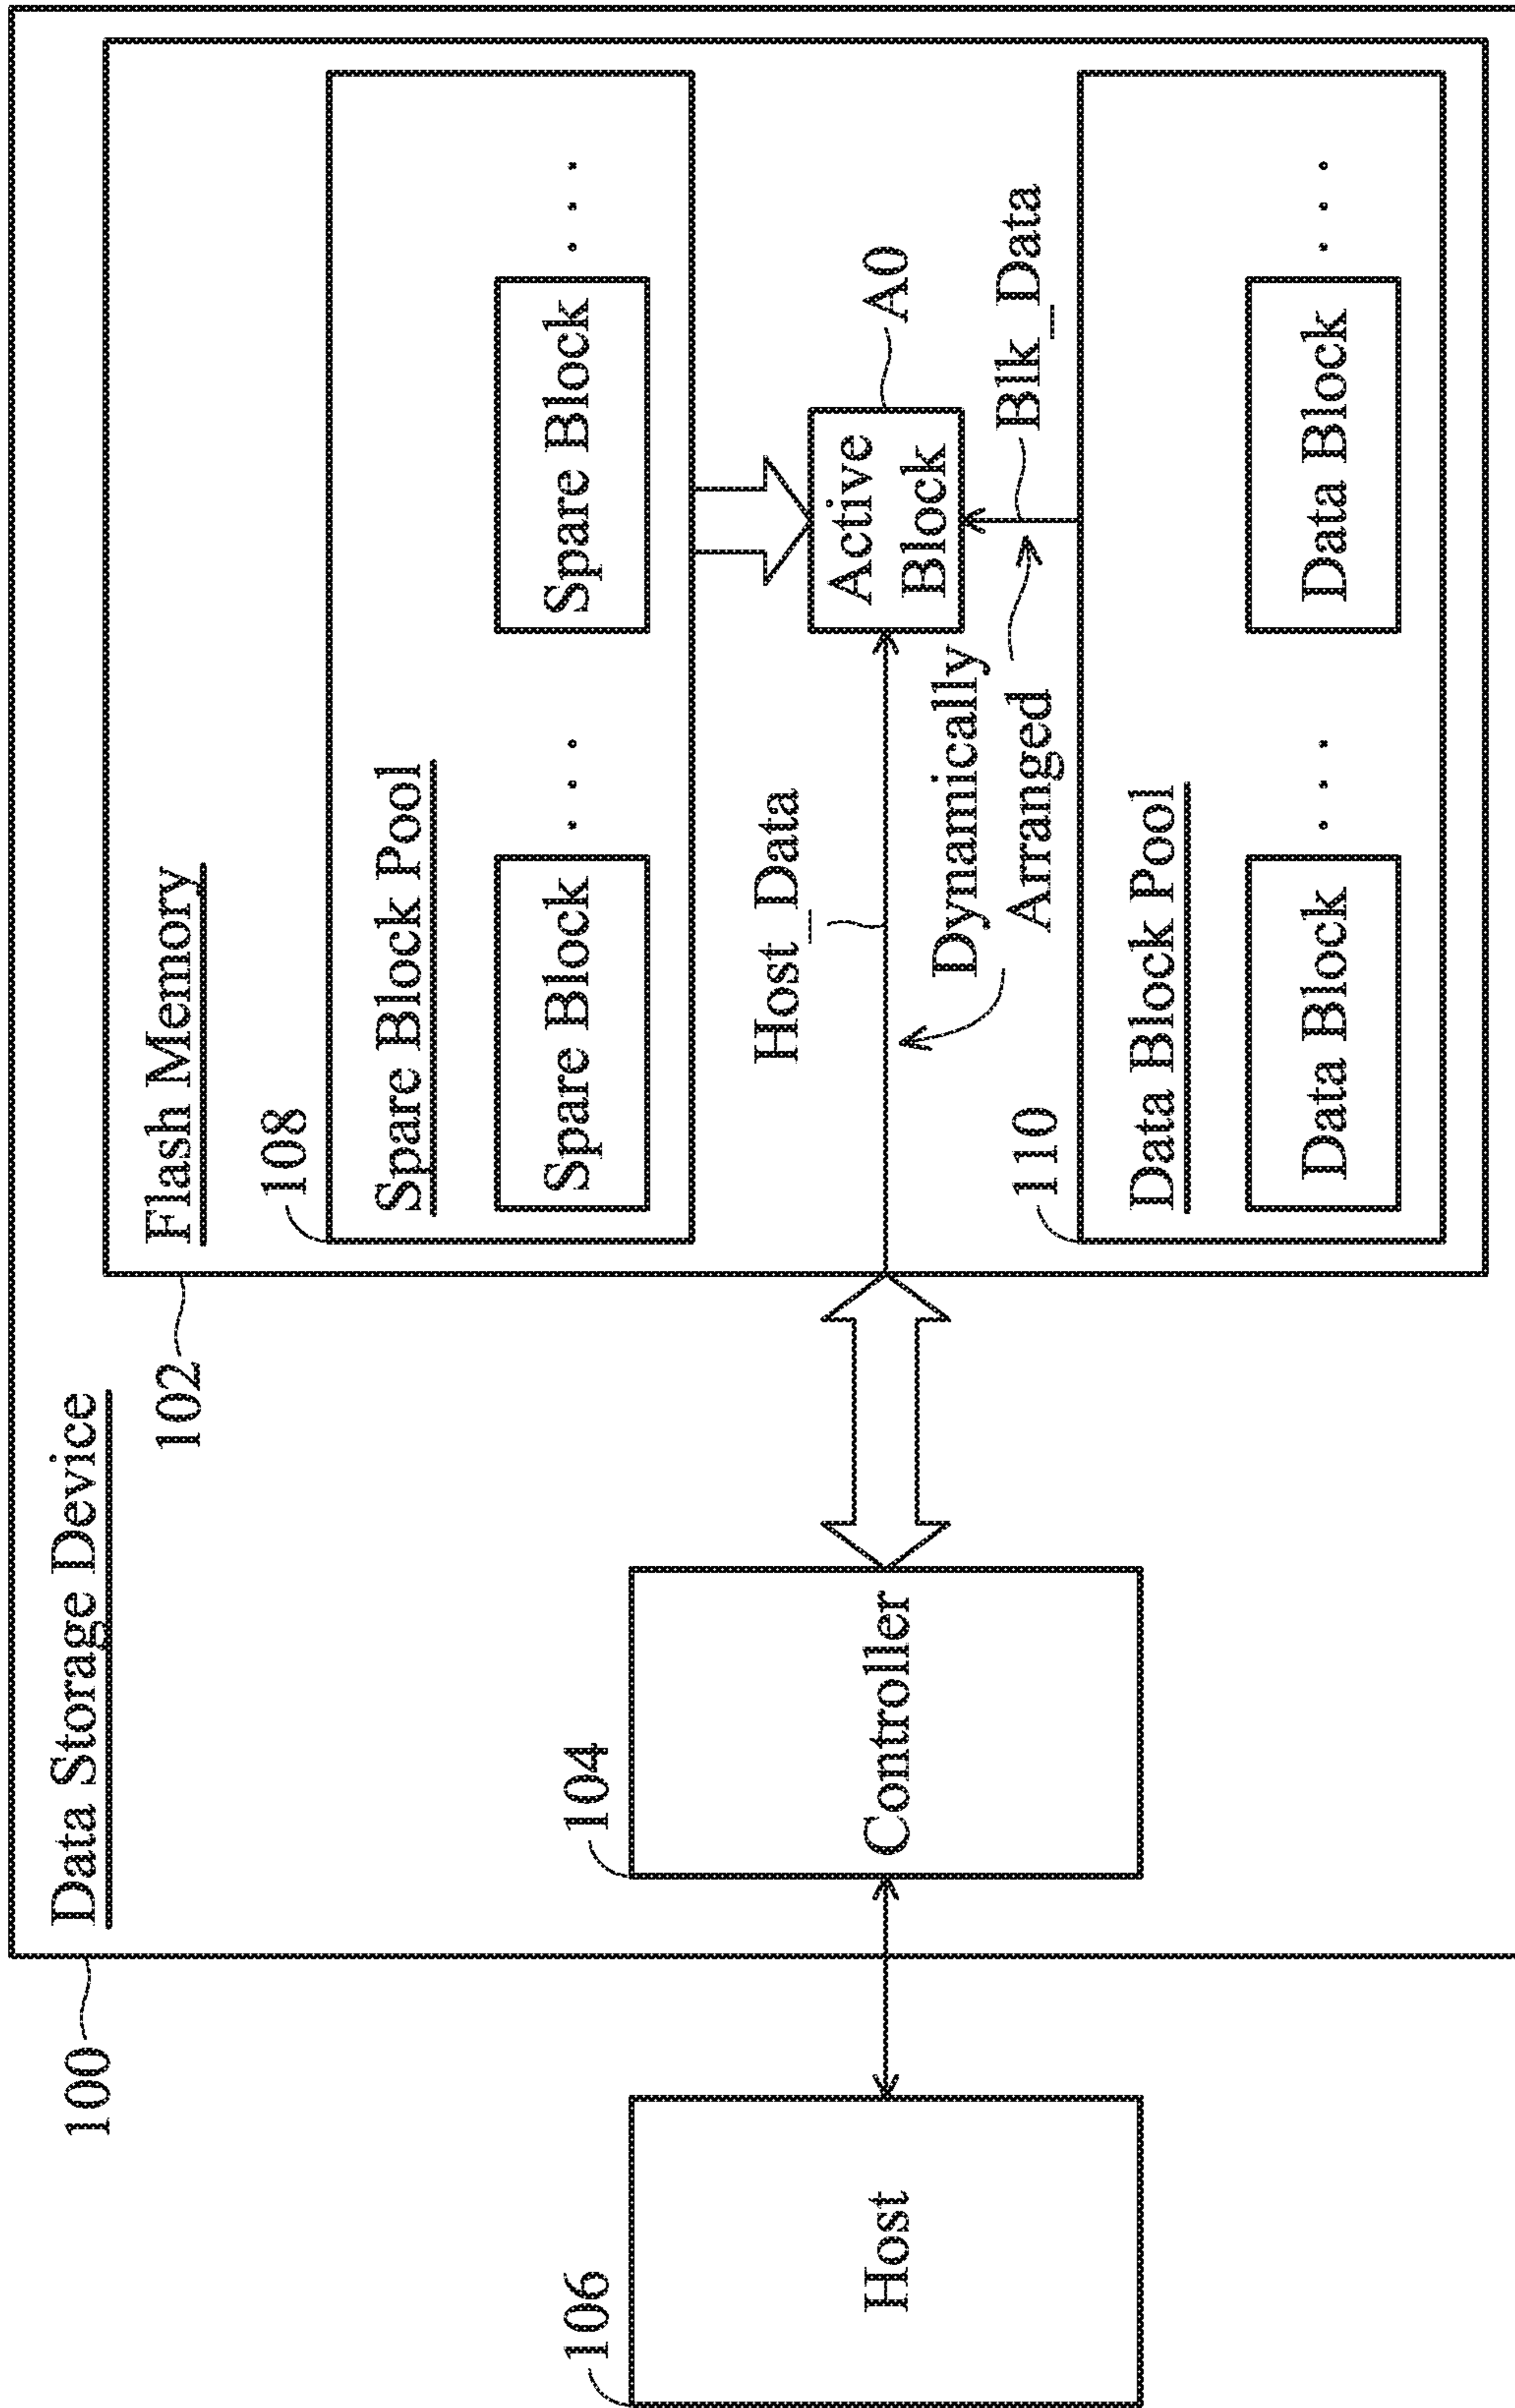 100
Data Storage Device
102
Flash Memory
108
Spare Block Pool
Spare Block
. . .
Spare Block
. . .
106
Host
104
Controller
Host_Data
Active
Block
A0
Dynamically
Arranged
Blk_Data
110
Data Block Pool
Data Block
. . .
Data Block
. . .